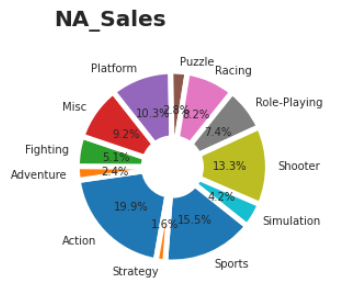 NA_Sales
Puzzle
2.8%
Racing
8.2%
Role-Playing
7.4%
Shooter
13.3%
Simulation
4.2%
Sports
15.5%
Strategy
1.6%
Action
19.9%
Adventure
2.4%
Fighting
5.1%
Misc
9.2%
Platform
10.3%